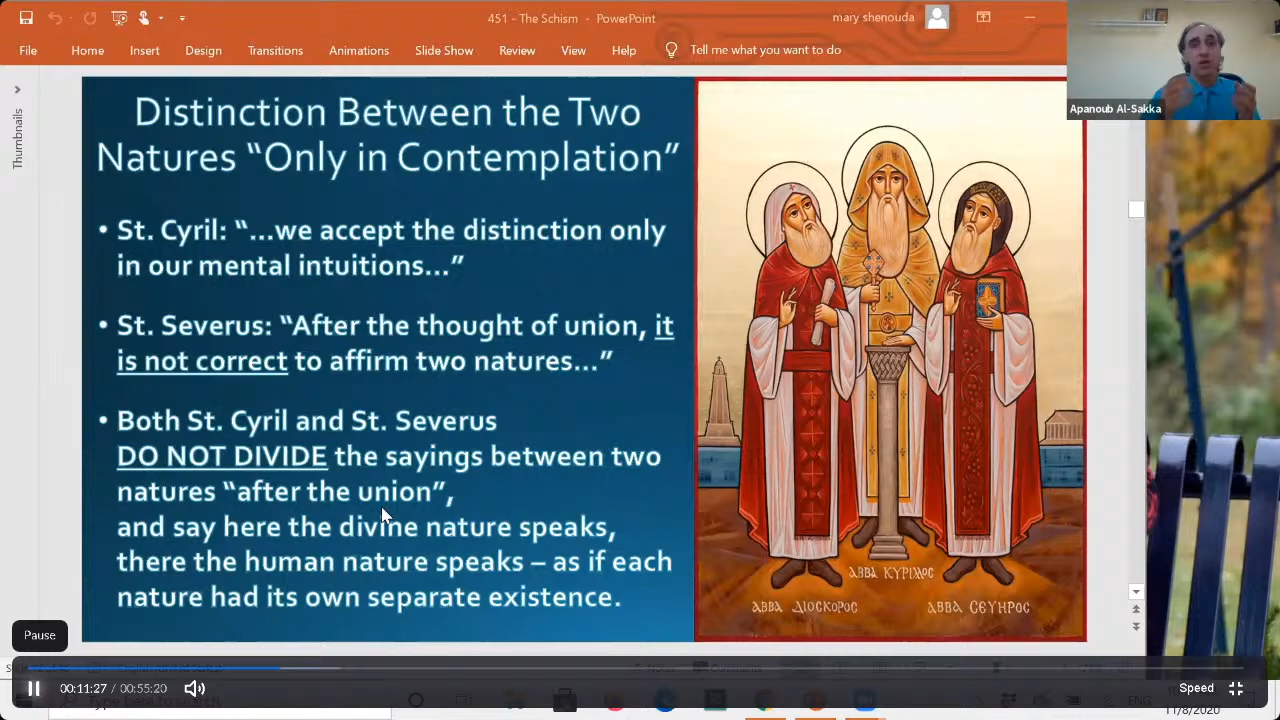 451 - The Schism - PowerPoint
mary shenouda
File Home Insert Design Transitions Animations Slide Show Review View Help Tell me what you want to do
Apanoub Al-Sakka
Thumbnails
Distinction Between the Two
Natures “Only in Contemplation”
• St. Cyril: “...we accept the distinction only
in our mental intuitions...”
• St. Severus: “After the thought of union, it
is not correct to affirm two natures...”
• Both St. Cyril and St. Severus
DO NOT DIVIDE the sayings between two
natures “after the union”,
and say here the divine nature speaks,
there the human nature speaks – as if each
nature had its own separate existence.
ⲀⲂⲂⲀ ⲔⲨⲢⲒⲖⲖⲞⲤ
ⲀⲂⲂⲀ ⲆⲒⲞⲤⲔⲞⲢⲞⲤ
ⲀⲂⲂⲀ ⲤⲈⲨⲎⲢⲞⲤ
Pause
00:11:27 / 00:55:20
Speed
11/8/2020